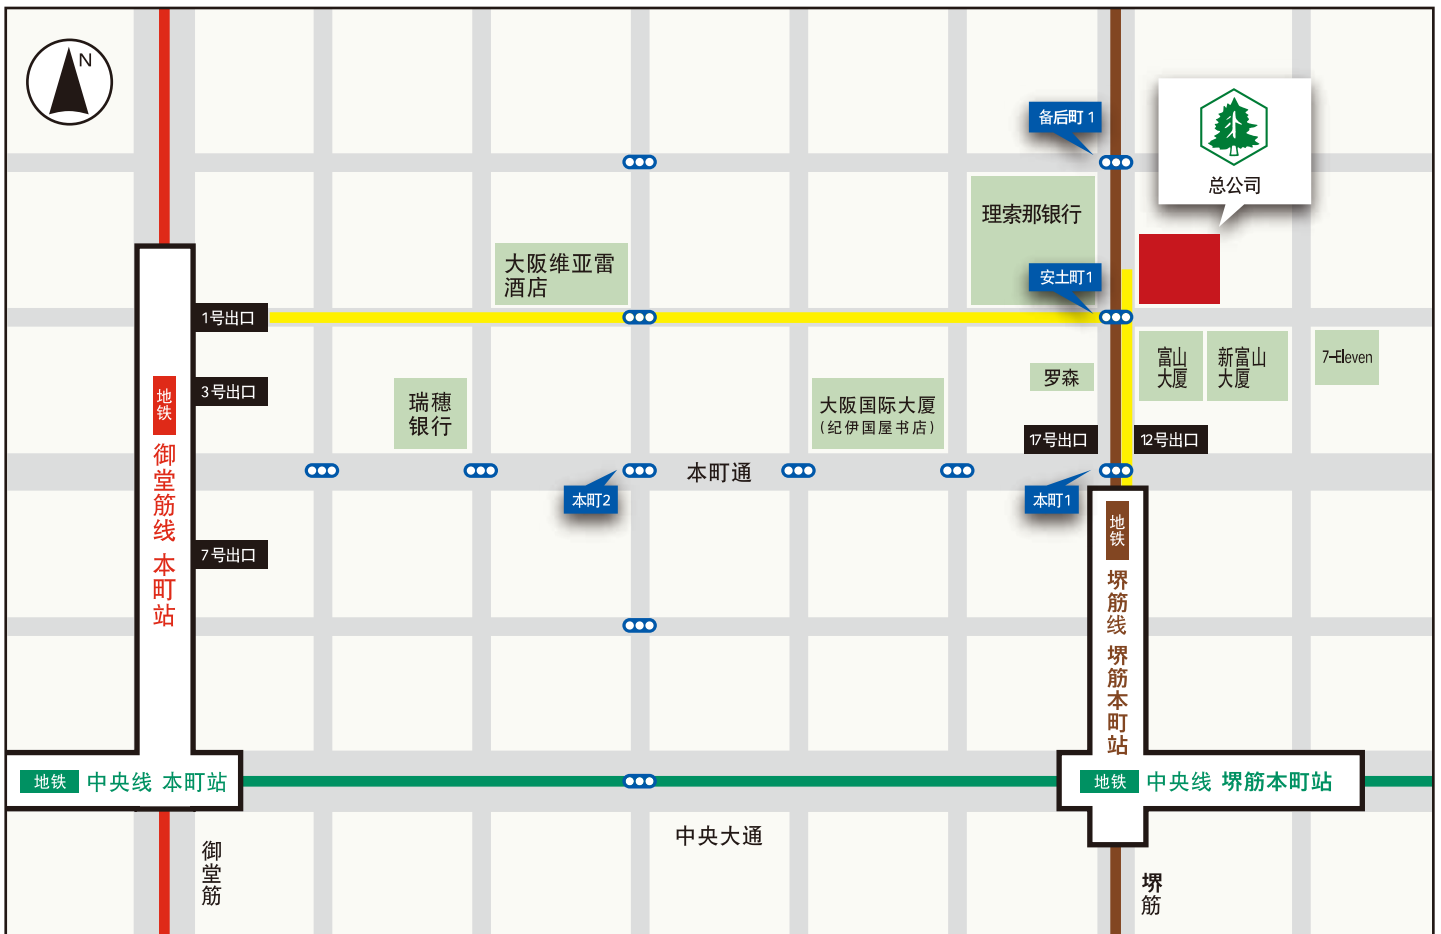 N
备后町 1
总公司
理索那银行
大阪维亚雷
酒店
安土町1
1号出口
富山
大厦
新富山
大厦
7-Eleven
3号出口
地铁
瑞穗
银行
罗森
大阪国际大厦
(纪伊国屋书店)
17号出口
12号出口
御堂筋线 本町站
本町通
本町2
本町1
7号出口
地铁
堺筋线 堺筋本町站
地铁 中央线 本町站
地铁 中央线 堺筋本町站
中央大通
御堂筋
堺筋